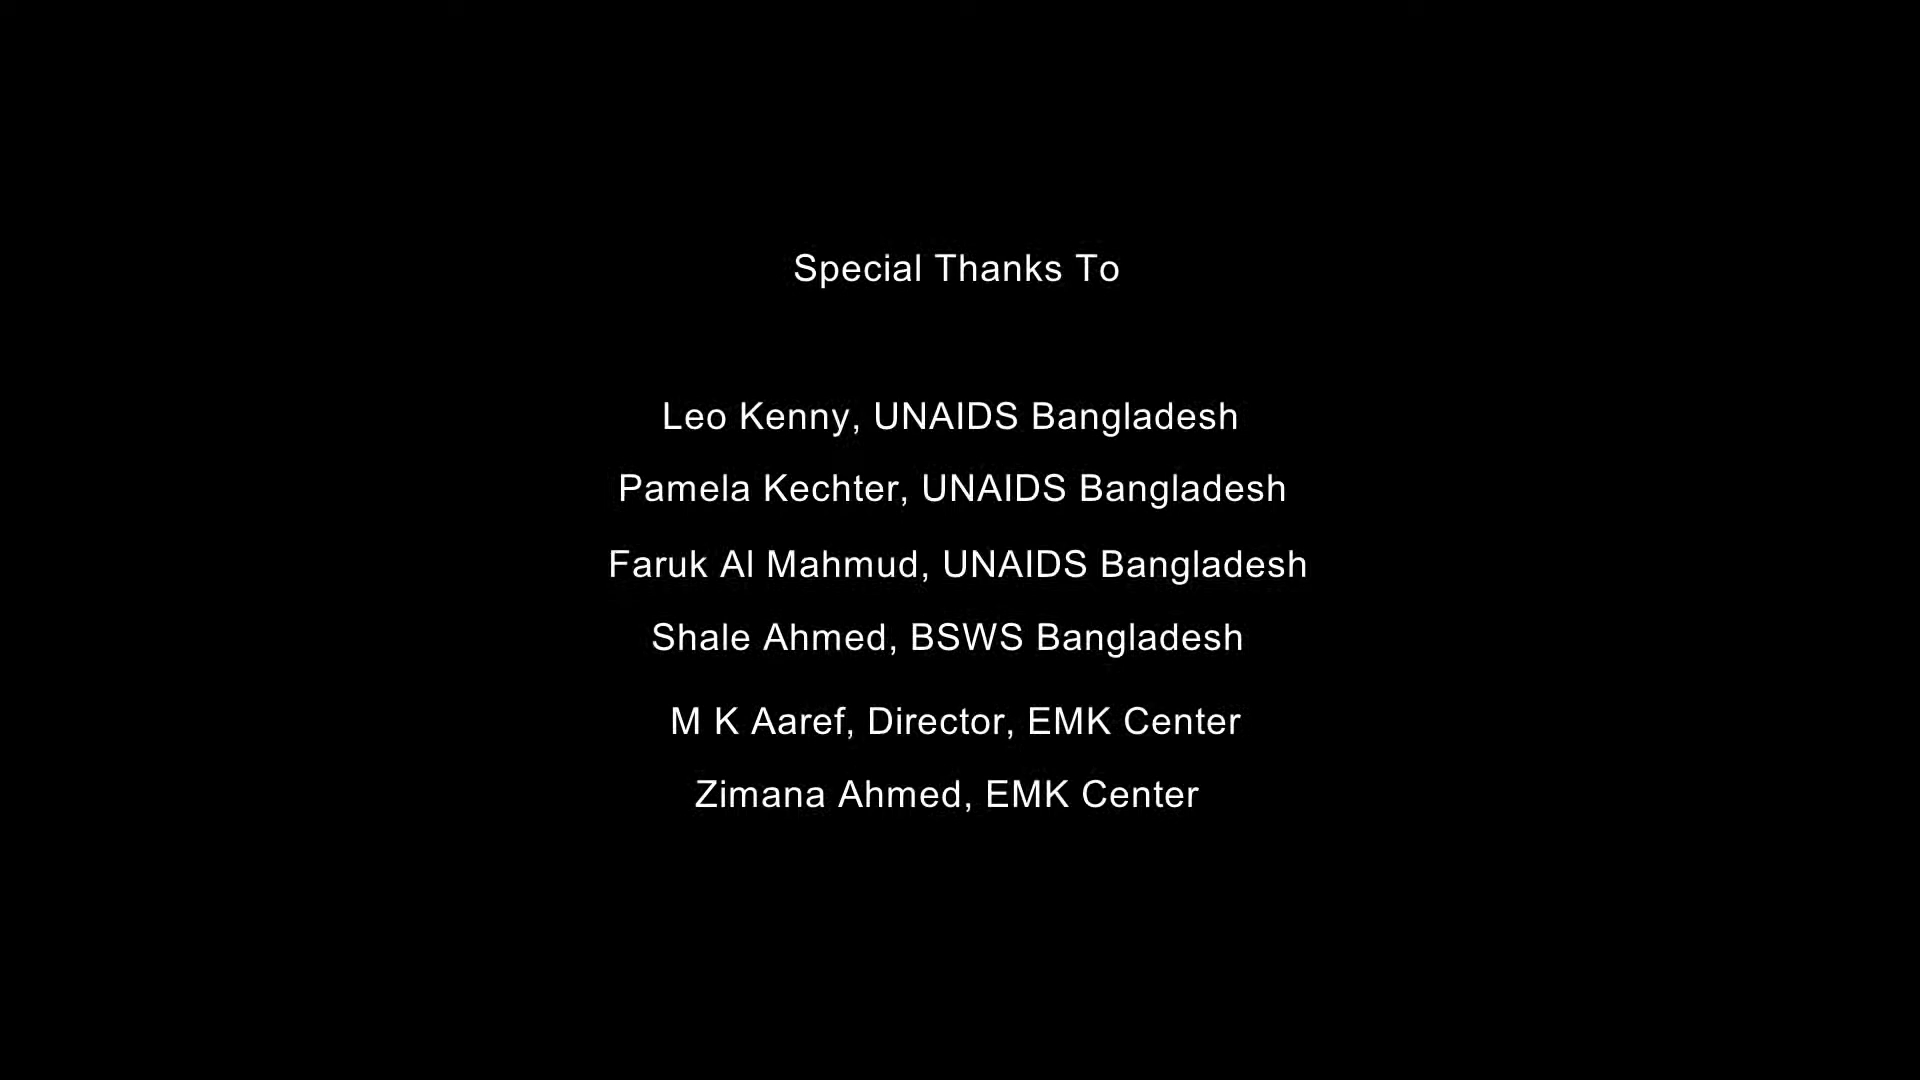 Special Thanks To
Leo Kenny, UNAIDS Bangladesh
Pamela Kechter, UNAIDS Bangladesh
Faruk Al Mahmud, UNAIDS Bangladesh
Shale Ahmed, BSWS Bangladesh
M K Aaref, Director, EMK Center
Zimana Ahmed, EMK Center